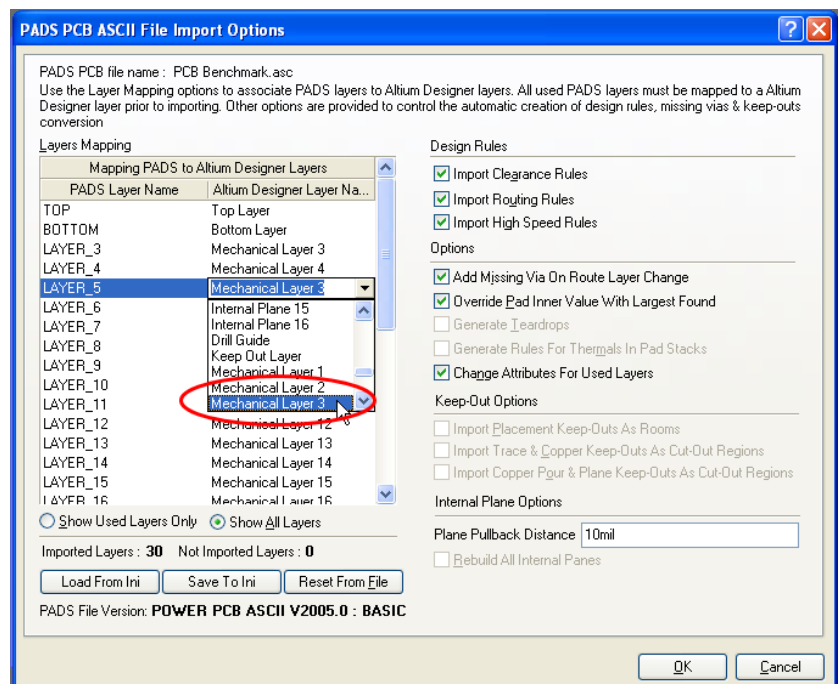 PADS PCB ASCII File Import Options
PADS PCB file name : PCB Benchmark.asc
Use the Layer Mapping options to associate PADS layers to Altium Designer layers. All used PADS layers must be mapped to a Altium
Designer layer prior to importing. Other options are provided to control the automatic creation of design rules, missing vias & keep-outs
conversion
Layers Mapping
Mapping PADS to Altium Designer Layers
PADS Layer Name Altium Designer Layer Na...
TOP Top Layer
BOTTOM Bottom Layer
LAYER_3 Mechanical Layer 3
LAYER_4 Mechanical Layer 4
LAYER_5 Mechanical Layer 3
LAYER_6 Internal Plane 15
LAYER_7 Internal Plane 16
Drill Guide
LAYER_8 Keep Out Layer
LAYER_9 Mechanical Layer 1
LAYER_10 Mechanical Layer 2
LAYER_11 Mechanical Layer 3
LAYER_12 Mechanical Layer 12
LAYER_13 Mechanical Layer 13
LAYER_14 Mechanical Layer 14
LAYER_15 Mechanical Layer 15
LAYER_16 Mechanical Layer 16
Show Used Layers Only Show All Layers
Imported Layers : 30 Not Imported Layers : 0
Load From Ini Save To Ini Reset From File
PADS File Version: POWER PCB ASCII V2005.0 : BASIC
Design Rules
Import Clearance Rules
Import Routing Rules
Import High Speed Rules
Options
Add Missing Via On Route Layer Change
Override Pad Inner Value With Largest Found
Generate Teardrops
Generate Rules For Thermals In Pad Stacks
Change Attributes For Used Layers
Keep-Out Options
Import Placement Keep-Outs As Rooms
Import Trace & Copper Keep-Outs As Cut-Out Regions
Import Copper Pour & Plane Keep-Outs As Cut-Out Regions
Internal Plane Options
Plane Pullback Distance 10mil
Rebuild All Internal Panes
OK Cancel